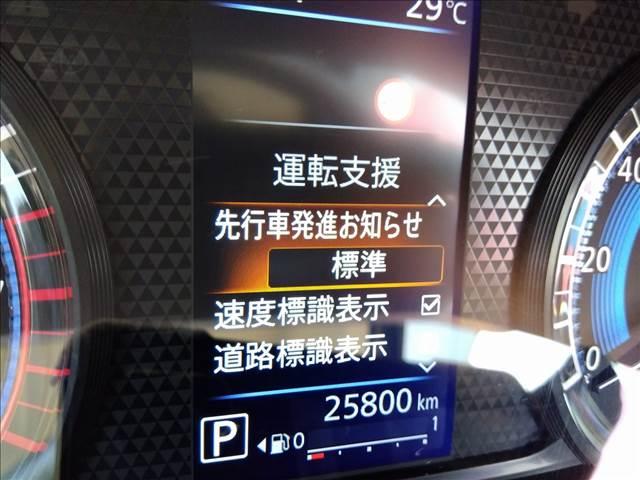 29℃
運転支援
先行車発進お知らせ
標準
速度標識表示
道路標識表示
25800 km
P 0 1
40
20
0